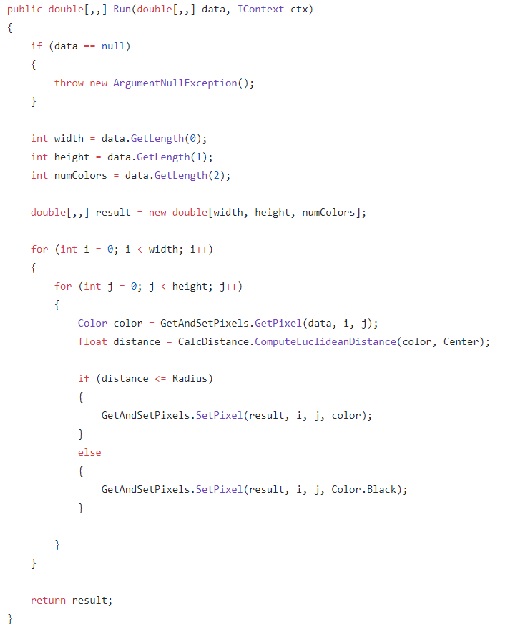 public double[,,] Run(double[,,] data, IContext ctx)
{
if (data == null)
{
throw new ArgumentNullException();
}
int width = data.GetLength(0);
int height = data.GetLength(1);
int numColors = data.GetLength(2);
double[,,] result = new double[width, height, numColors];
for (int i = 0; i < width; i++)
{
for (int j = 0; j < height; j++)
{
Color color = GetAndSetPixels.GetPixel(data, i, j);
float distance = CalcDistance.ComputeEuclideanDistance(color, Center);
if (distance <= Radius)
{
GetAndSetPixels.SetPixel(result, i, j, color);
}
else
{
GetAndSetPixels.SetPixel(result, i, j, Color.Black);
}
}
}
return result;
}